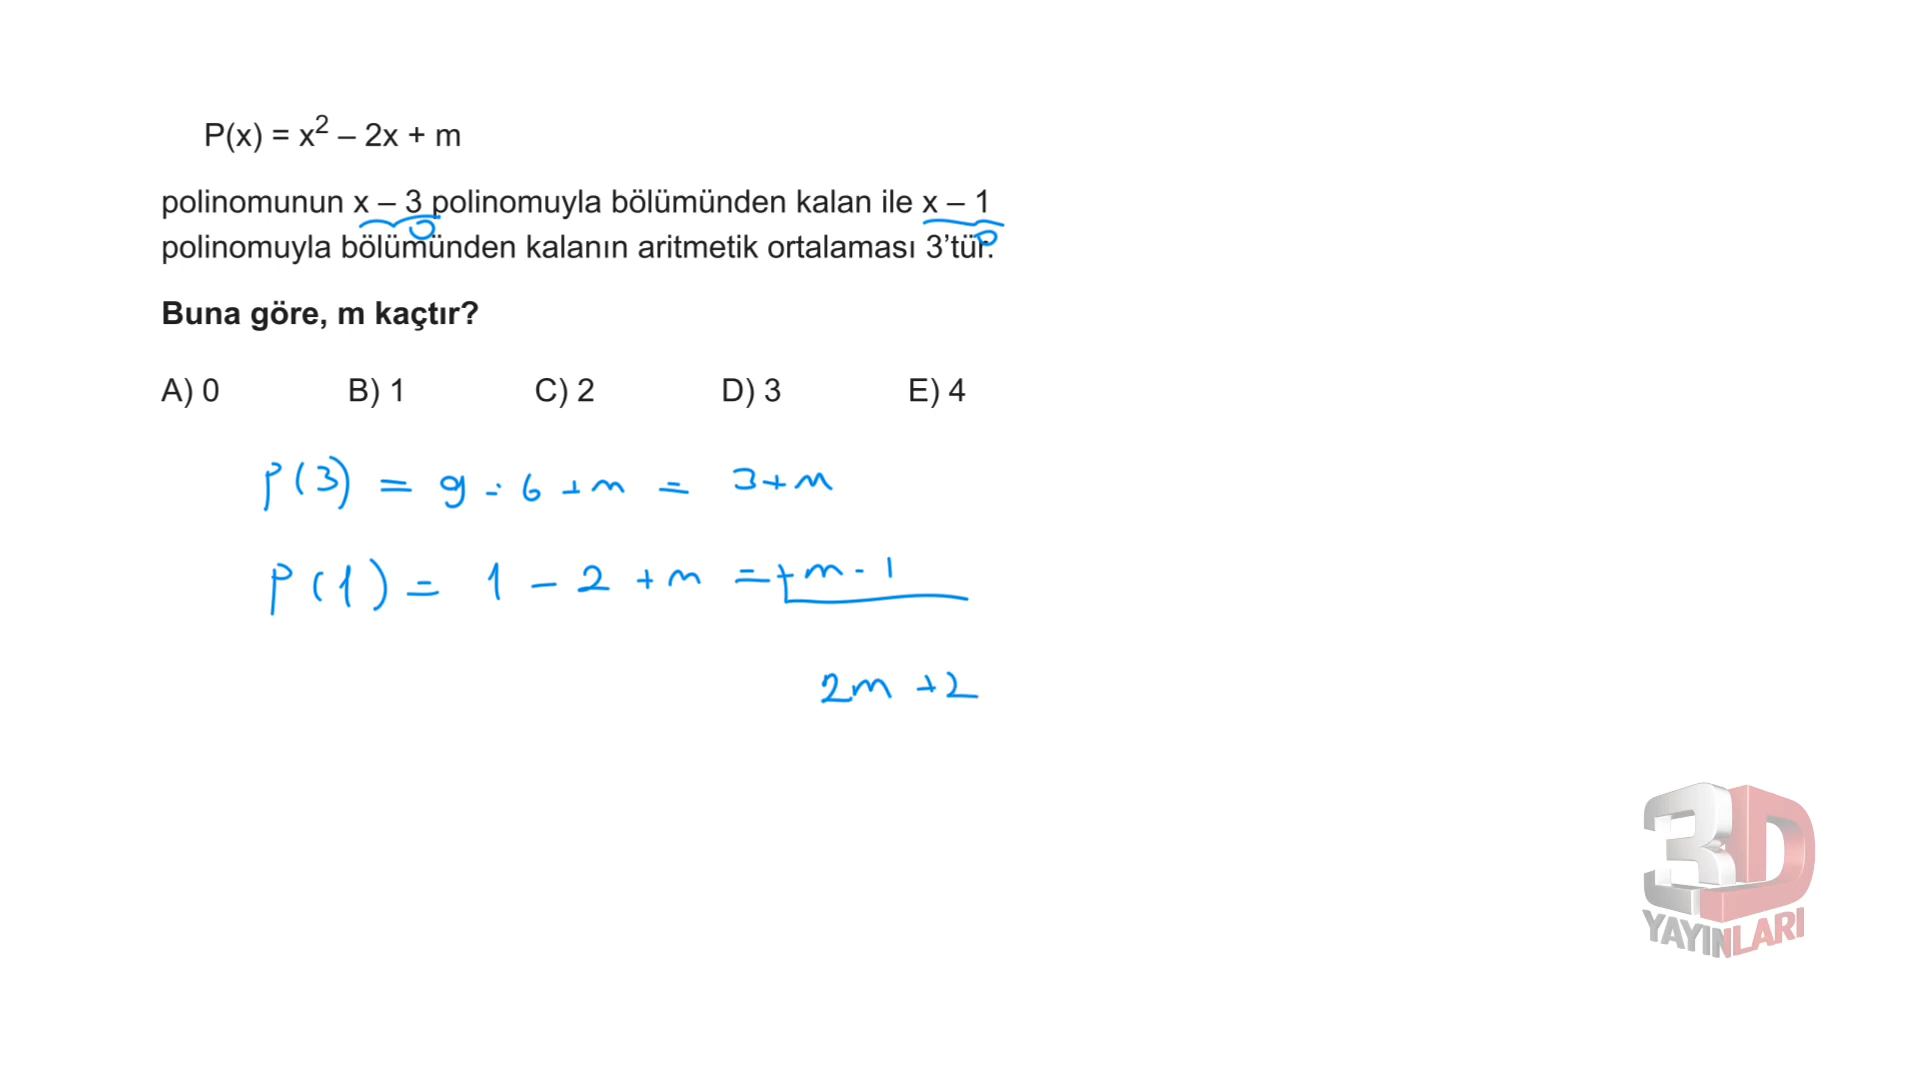 P(x) = x² – 2x + m
polinomunun x – 3 polinomuyla bölümünden kalan ile x – 1
polinomuyla bölümünden kalanın aritmetik ortalaması 3’tür.
Buna göre, m kaçtır?
A) 0 B) 1 C) 2 D) 3 E) 4
P(3) = 9 - 6 + m = 3+m
P(1) = 1 - 2 + m = + m - 1
2m + 2
3D
YAYINLARI